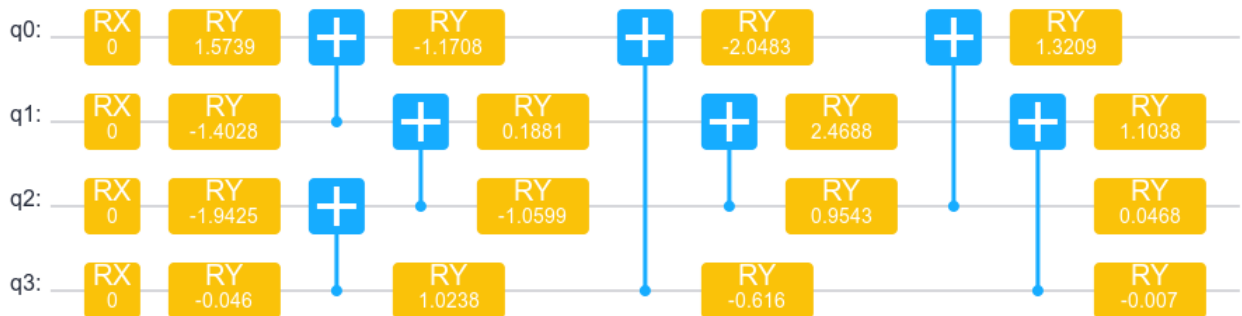 q0: RX RY RY RY RY
0 1.5739 -1.1708 -2.0483 1.3209
q1: RX RY RY RY RY
0 -1.4028 0.1881 2.4688 1.1038
q2: RX RY RY RY RY
0 -1.9425 -1.0599 0.9543 0.0468
q3: RX RY RY RY RY
0 -0.046 1.0238 -0.616 -0.007